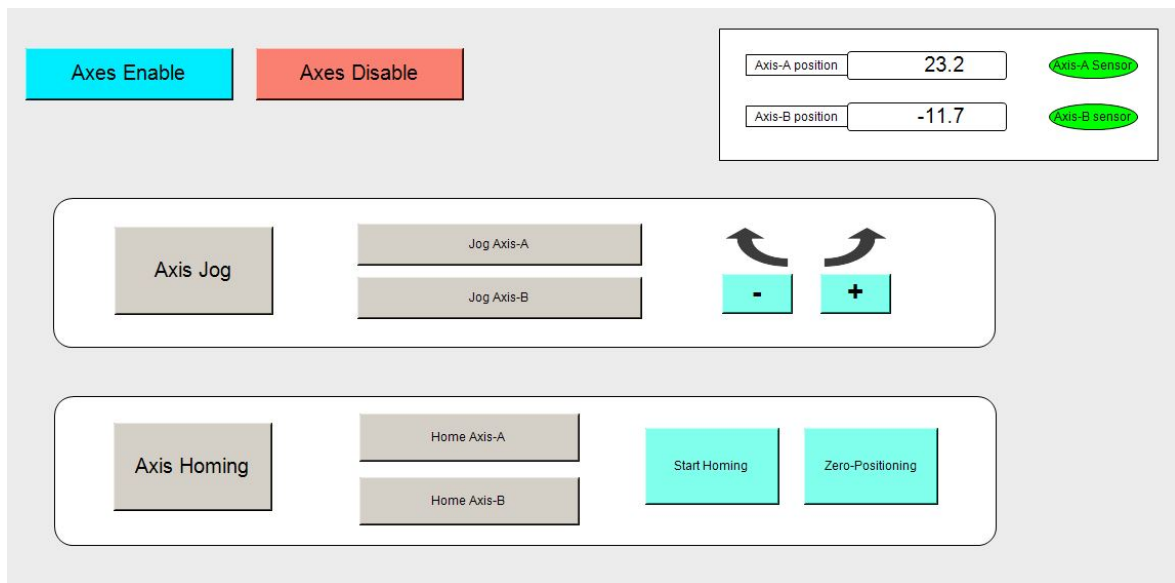 Axes Enable
Axes Disable
Axis-A position
23.2
Axis-A Sensor
Axis-B position
-11.7
Axis-B sensor
Axis Jog
Jog Axis-A
Jog Axis-B
-
+
Axis Homing
Home Axis-A
Home Axis-B
Start Homing
Zero-Positioning